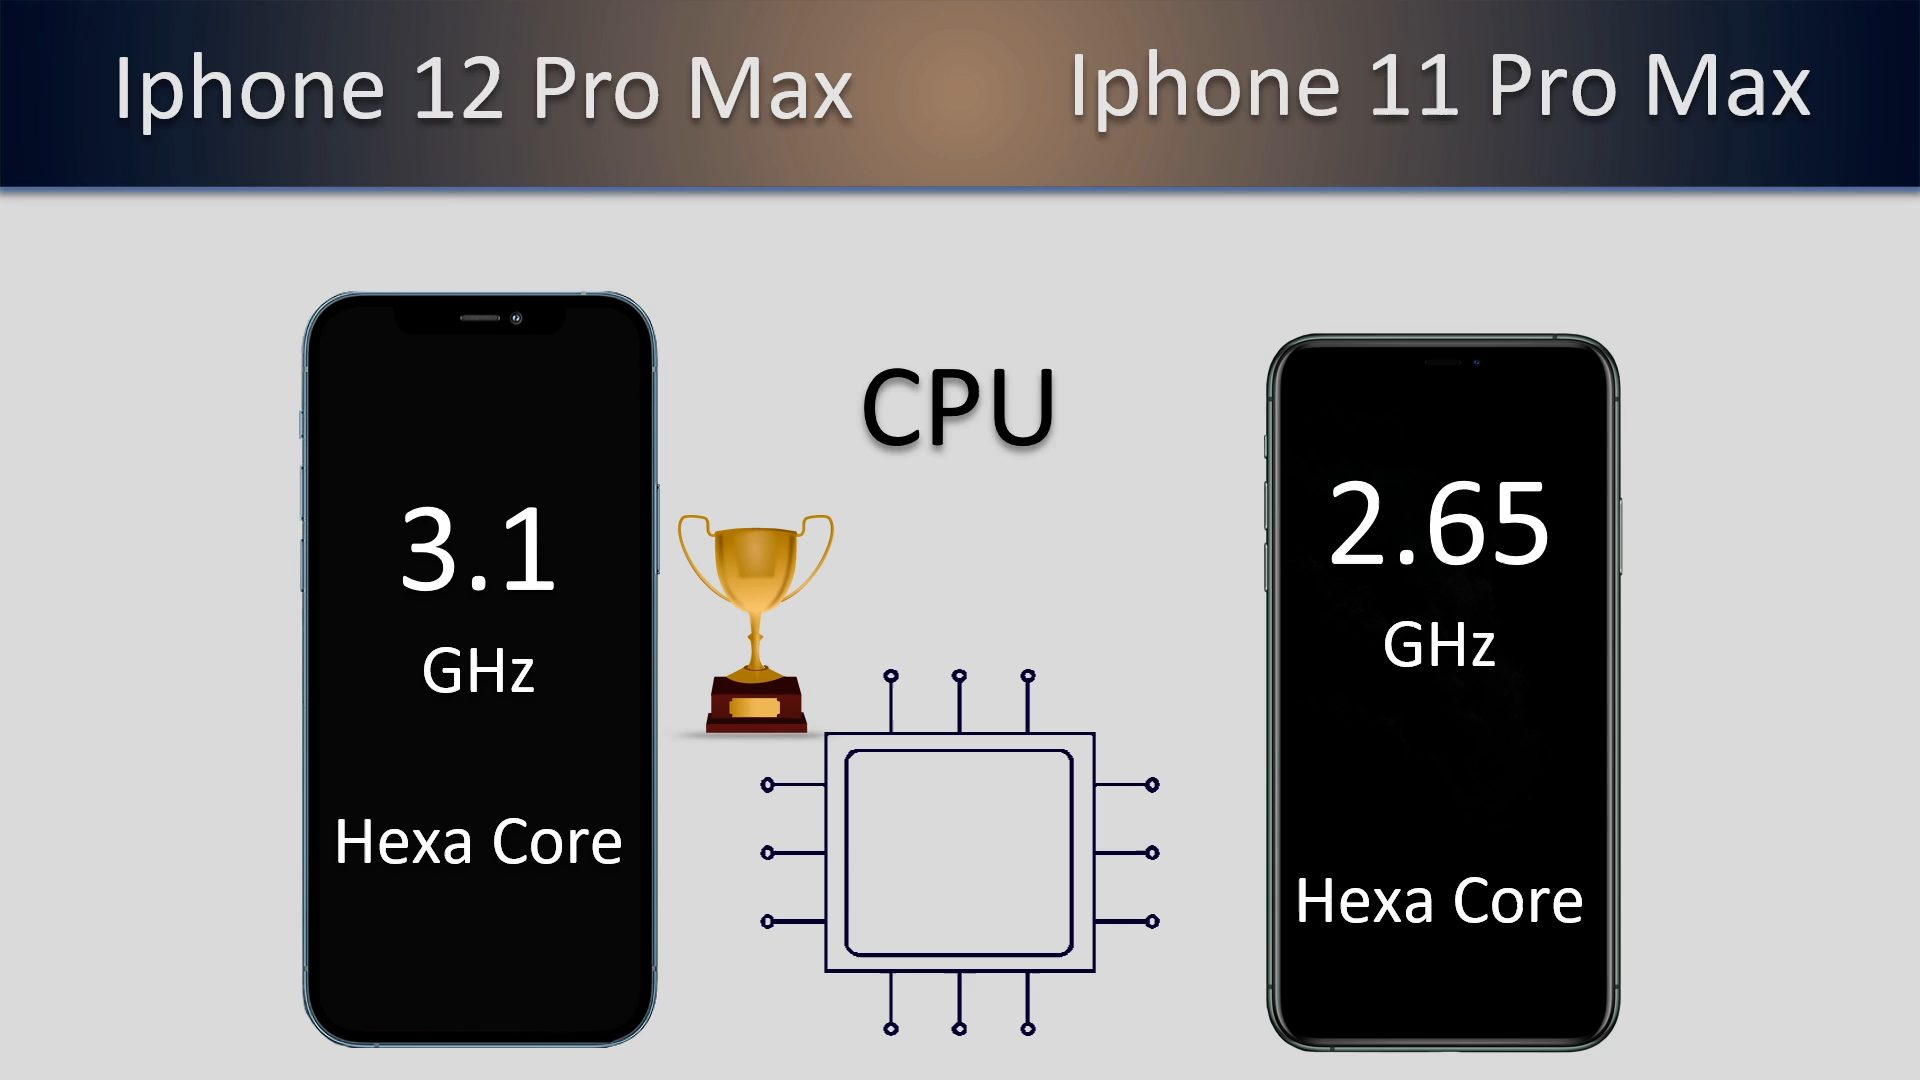 Iphone 12 Pro Max
Iphone 11 Pro Max
CPU
3.1
GHz
Hexa Core
2.65
GHz
Hexa Core